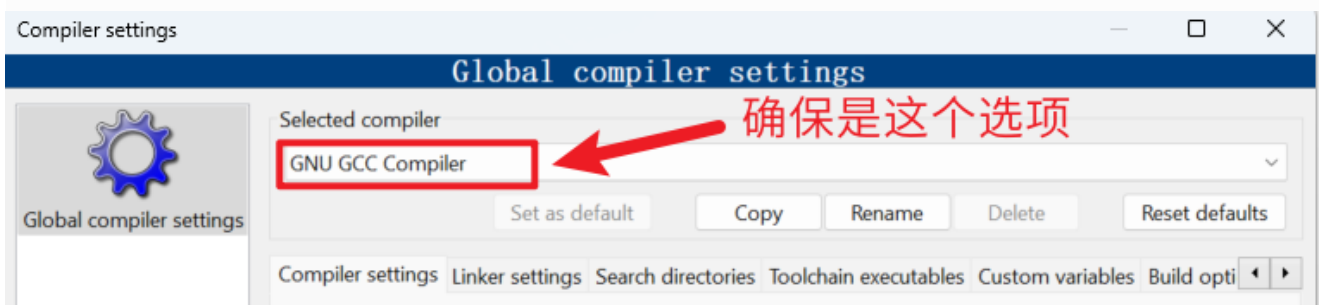 Compiler settings
Global compiler settings
确保是这个选项
Selected compiler
GNU GCC Compiler
Set as default Copy Rename Delete Reset defaults
Global compiler settings
Compiler settings Linker settings Search directories Toolchain executables Custom variables Build opti